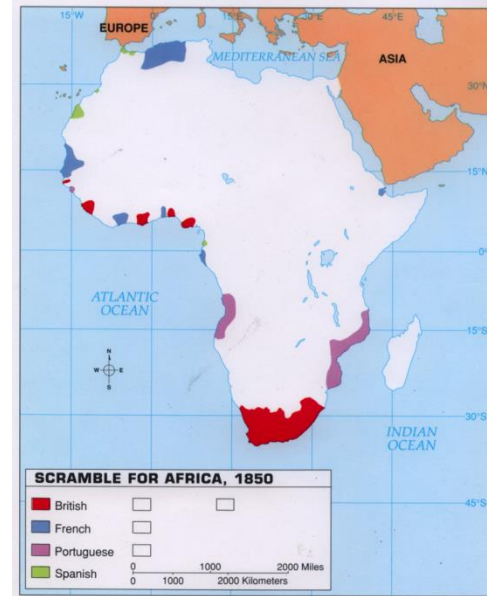 15°W
0°
15°E
30°E
45°E
EUROPE
MEDITERRANEAN SEA
ASIA
30°N
15°N
0°
ATLANTIC
OCEAN
15°S
N
W E
S
30°S
INDIAN
OCEAN
SCRAMBLE FOR AFRICA, 1850
45°S
British
French
Portuguese
Spanish
0 1000 2000 Miles
0 1000 2000 Kilometers